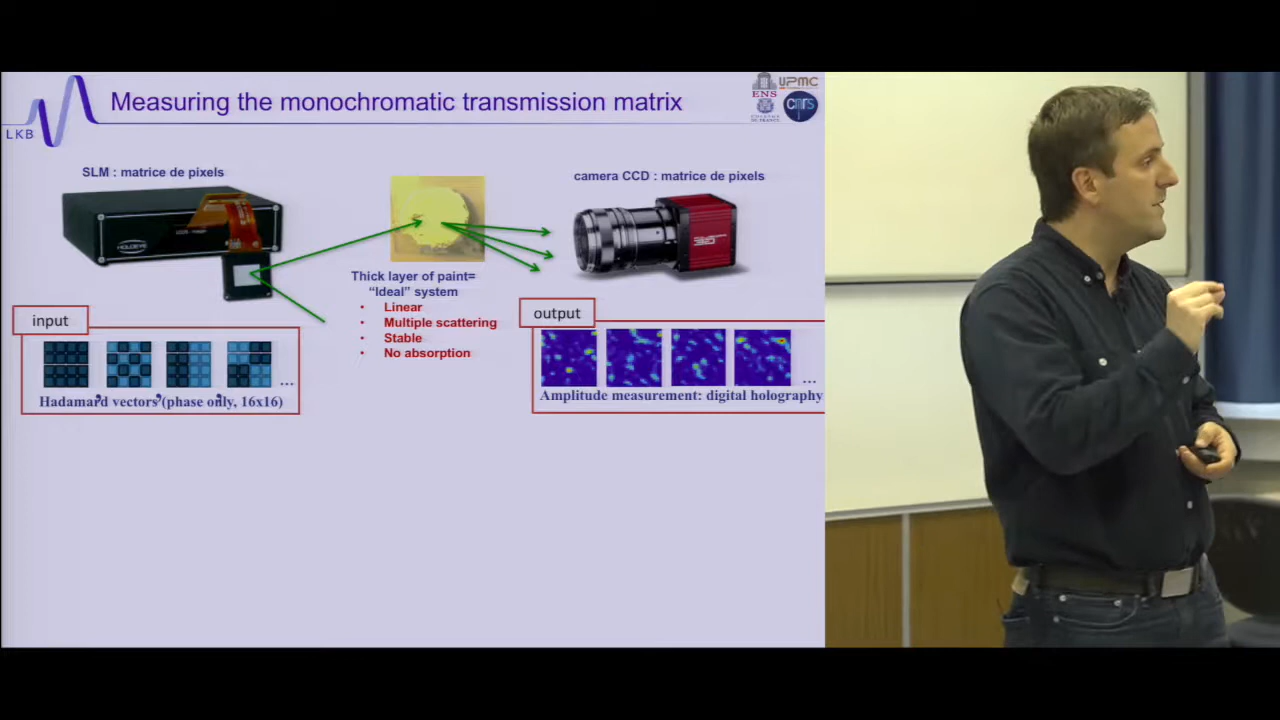 Measuring the monochromatic transmission matrix
LKB
ENS
UPMC
cnrs
SLM : matrice de pixels
HOLOEYE
camera CCD : matrice de pixels
Thick layer of paint=
“Ideal” system
• Linear
• Multiple scattering
• Stable
• No absorption
input
...
Hadamard vectors (phase only, 16x16)
output
...
Amplitude measurement: digital holography